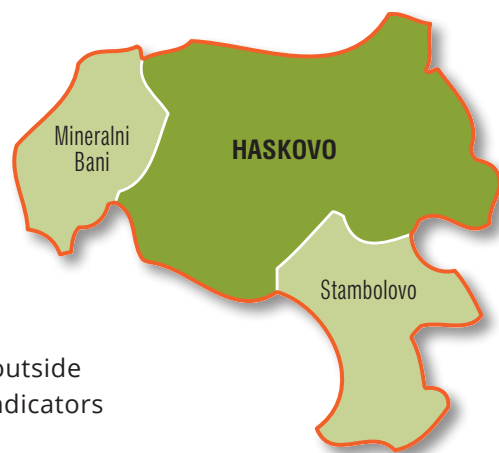 Mineralni
Bani
HASKOVO
Stambolovo
outside
ndicators